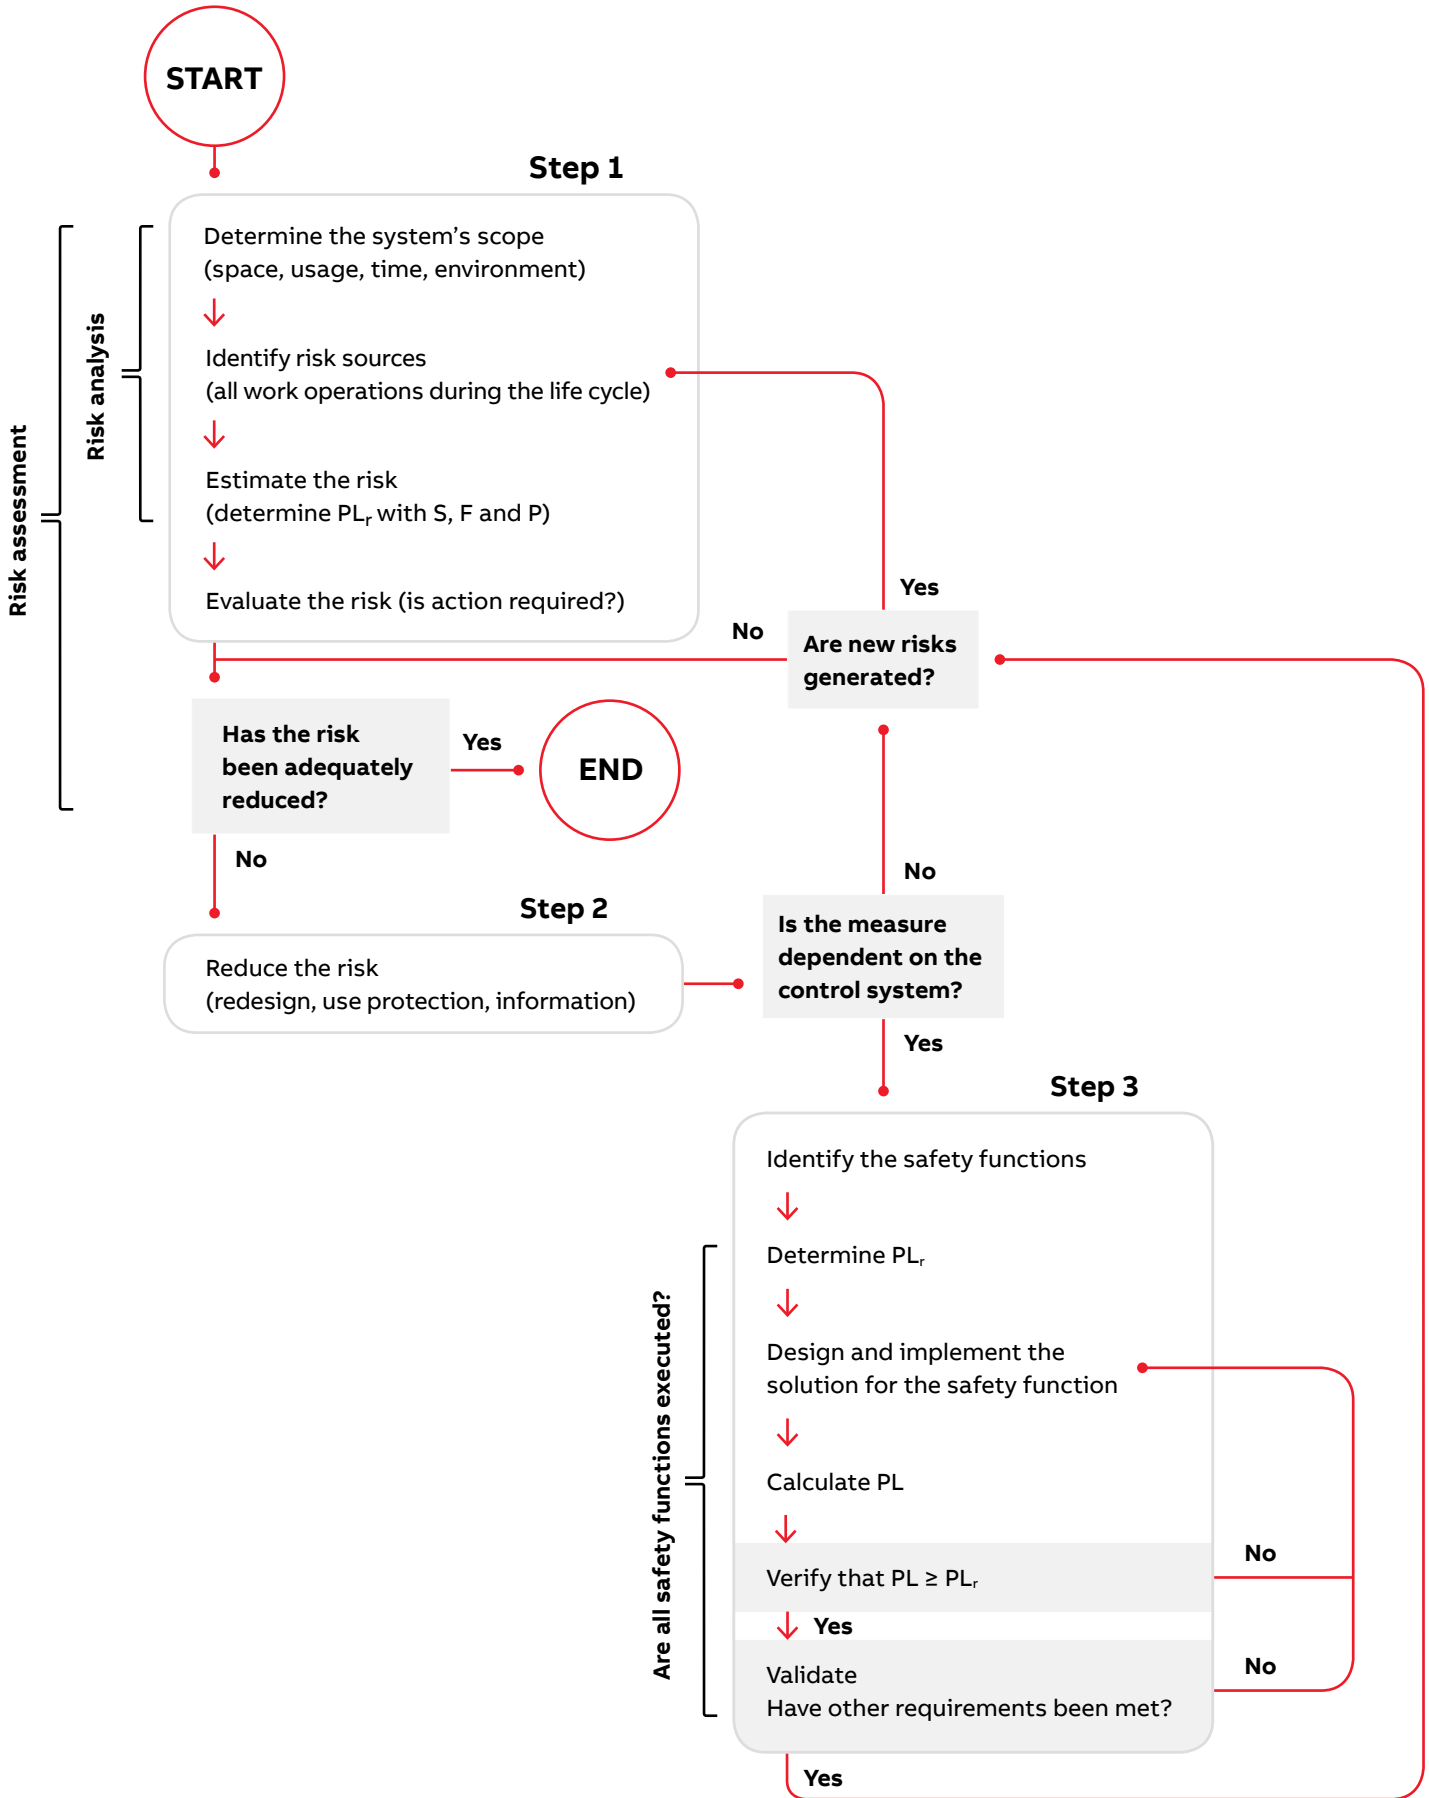 START
Step 1
Determine the system's scope
(space, usage, time, environment)
Identify risk sources
(all work operations during the life cycle)
Estimate the risk
(determine PLr with S, F and P)
Evaluate the risk (is action required?)
Risk analysis
Risk assessment
Yes
No
Are new risks
generated?
Has the risk
been adequately
reduced?
Yes
END
No
Step 2
Reduce the risk
(redesign, use protection, information)
No
Is the measure
dependent on the
control system?
Yes
Step 3
Identify the safety functions
Determine PLr
Design and implement the
solution for the safety function
Calculate PL
Verify that PL ≥ PLr
No
Yes
Validate
Have other requirements been met?
No
Are all safety functions executed?
Yes